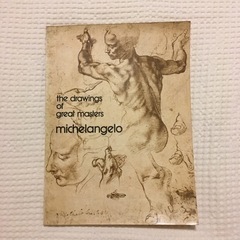 the drawings
of
great masters
michelangelo